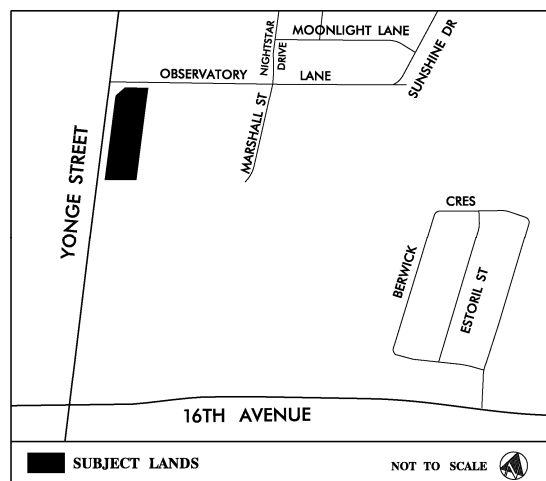 MOONLIGHT LANE
NIGHTSTAR
DRIVE
SUNSHINE DR
OBSERVATORY LANE
MARSHALL ST
YONGE STREET
CRES
BERWICK
ESTORIL ST
16TH AVENUE
SUBJECT LANDS
NOT TO SCALE